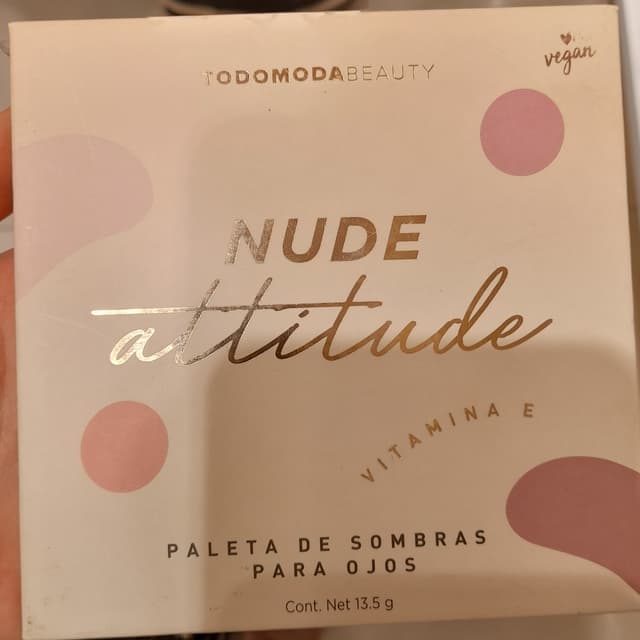 TODOMODABEAUTY
vegan
NUDE
attitude
VITAMINA E
PALETA DE SOMBRAS
PARA OJOS
Cont. Net 13.5 g